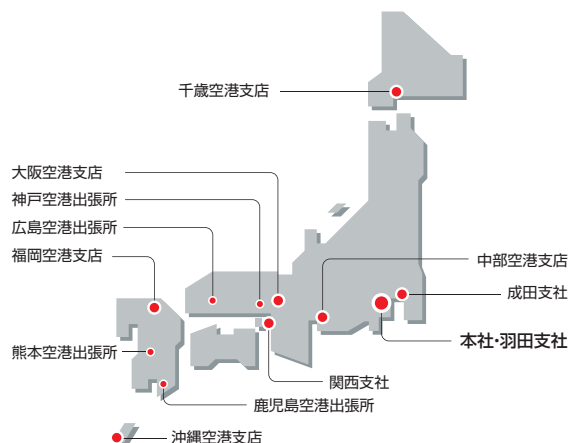 千歳空港支店
大阪空港支店
神戸空港出張所
広島空港出張所
福岡空港支店
中部空港支店
成田支社
本社・羽田支社
熊本空港出張所
関西支社
鹿児島空港出張所
沖縄空港支店